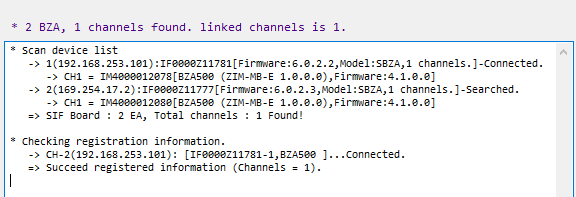 * 2 BZA, 1 channels found. linked channels is 1.
* Scan device list
-> 1(192.168.253.101):IF0000Z11781[Firmware:6.0.2.2,Model:SBZA,1 channels.]-Connected.
-> CH1 = IM4000012078[BZA500 (ZIM-MB-E 1.0.0.0),Firmware:4.1.0.0]
-> 2(169.254.17.2):IF0000Z11777[Firmware:6.0.2.3,Model:SBZA,1 channels.]-Searched.
-> CH1 = IM4000012080[BZA500 (ZIM-MB-E 1.0.0.0),Firmware:4.1.0.0]
=> SIF Board : 2 EA, Total channels : 1 Found!
* Checking registration information.
-> CH-2(192.168.253.101): [IF0000Z11781-1,BZA500 ]...Connected.
=> Succeed registered information (Channels = 1).